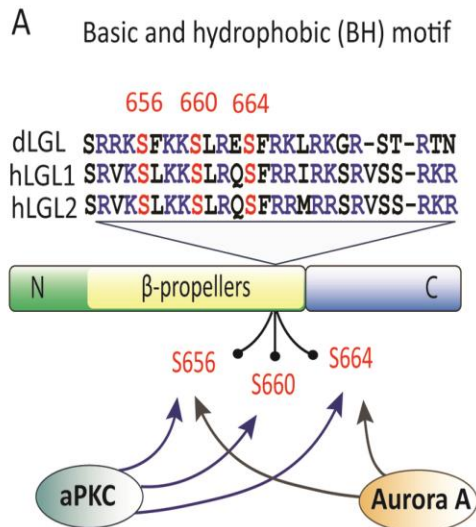 A Basic and hydrophobic (BH) motif
656 660 664
dLGL SRRKSFKKSLRESFRKLRKGR-ST-RTN
hLGL1 SRVKSLKKSLRQSFRRIRKSRVSS-RKR
hLGL2 SRVKSLKKSLRQSFRRMRRSRVSS-RKR
N β-propellers C
S656 S660 S664
aPKC Aurora A